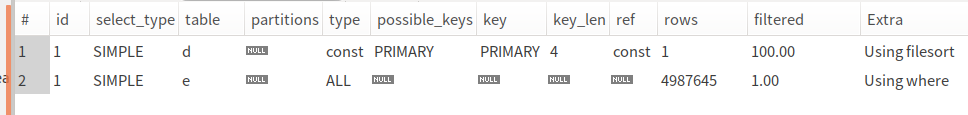 # id select_type table partitions type possible_keys key key_len ref rows filtered Extra
1 1 SIMPLE d NULL const PRIMARY PRIMARY 4 const 1 100.00 Using filesort
2 1 SIMPLE e NULL ALL NULL NULL NULL NULL 4987645 1.00 Using where